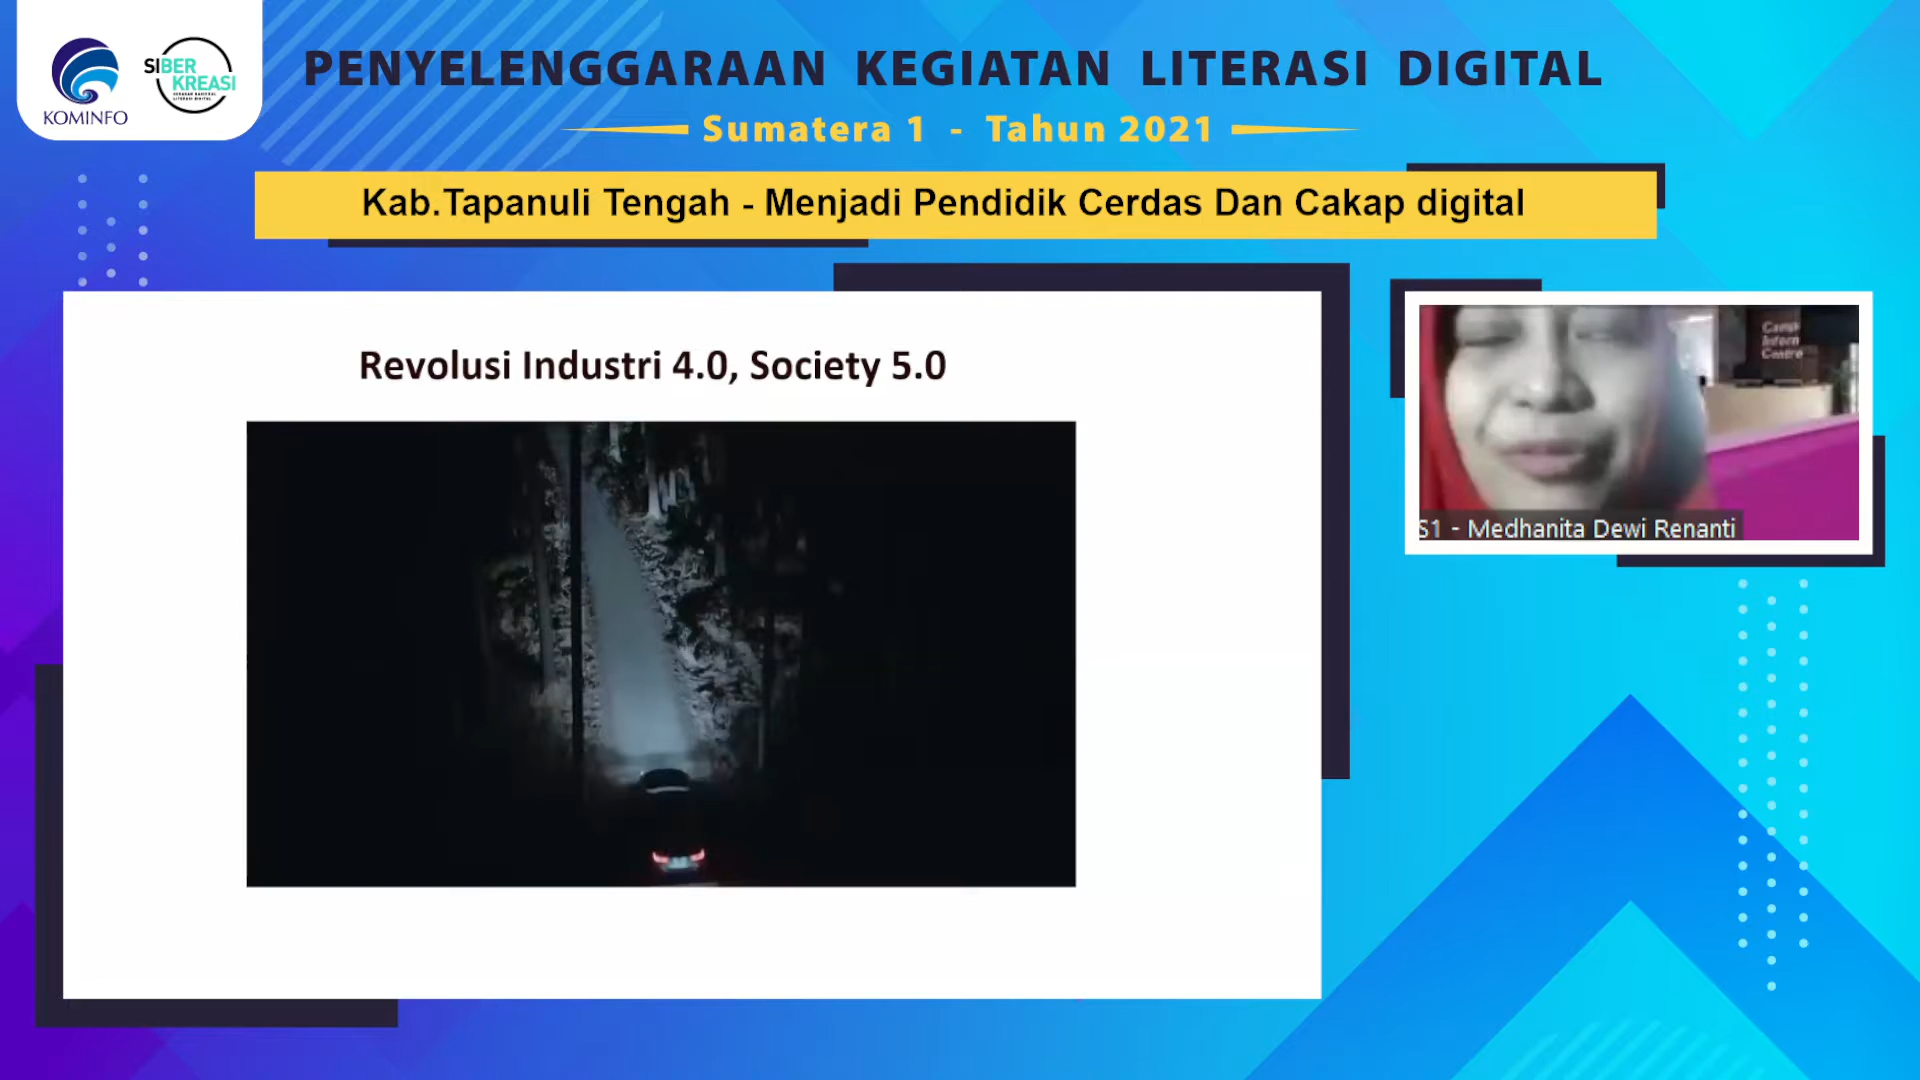 KOMINFO
SIBER
KREASI
PENYELENGGARAAN KEGIATAN LITERASI DIGITAL
Sumatera 1 - Tahun 2021
Kab.Tapanuli Tengah - Menjadi Pendidik Cerdas Dan Cakap digital
Revolusi Industri 4.0, Society 5.0
S1 - Medhanita Dewi Renanti